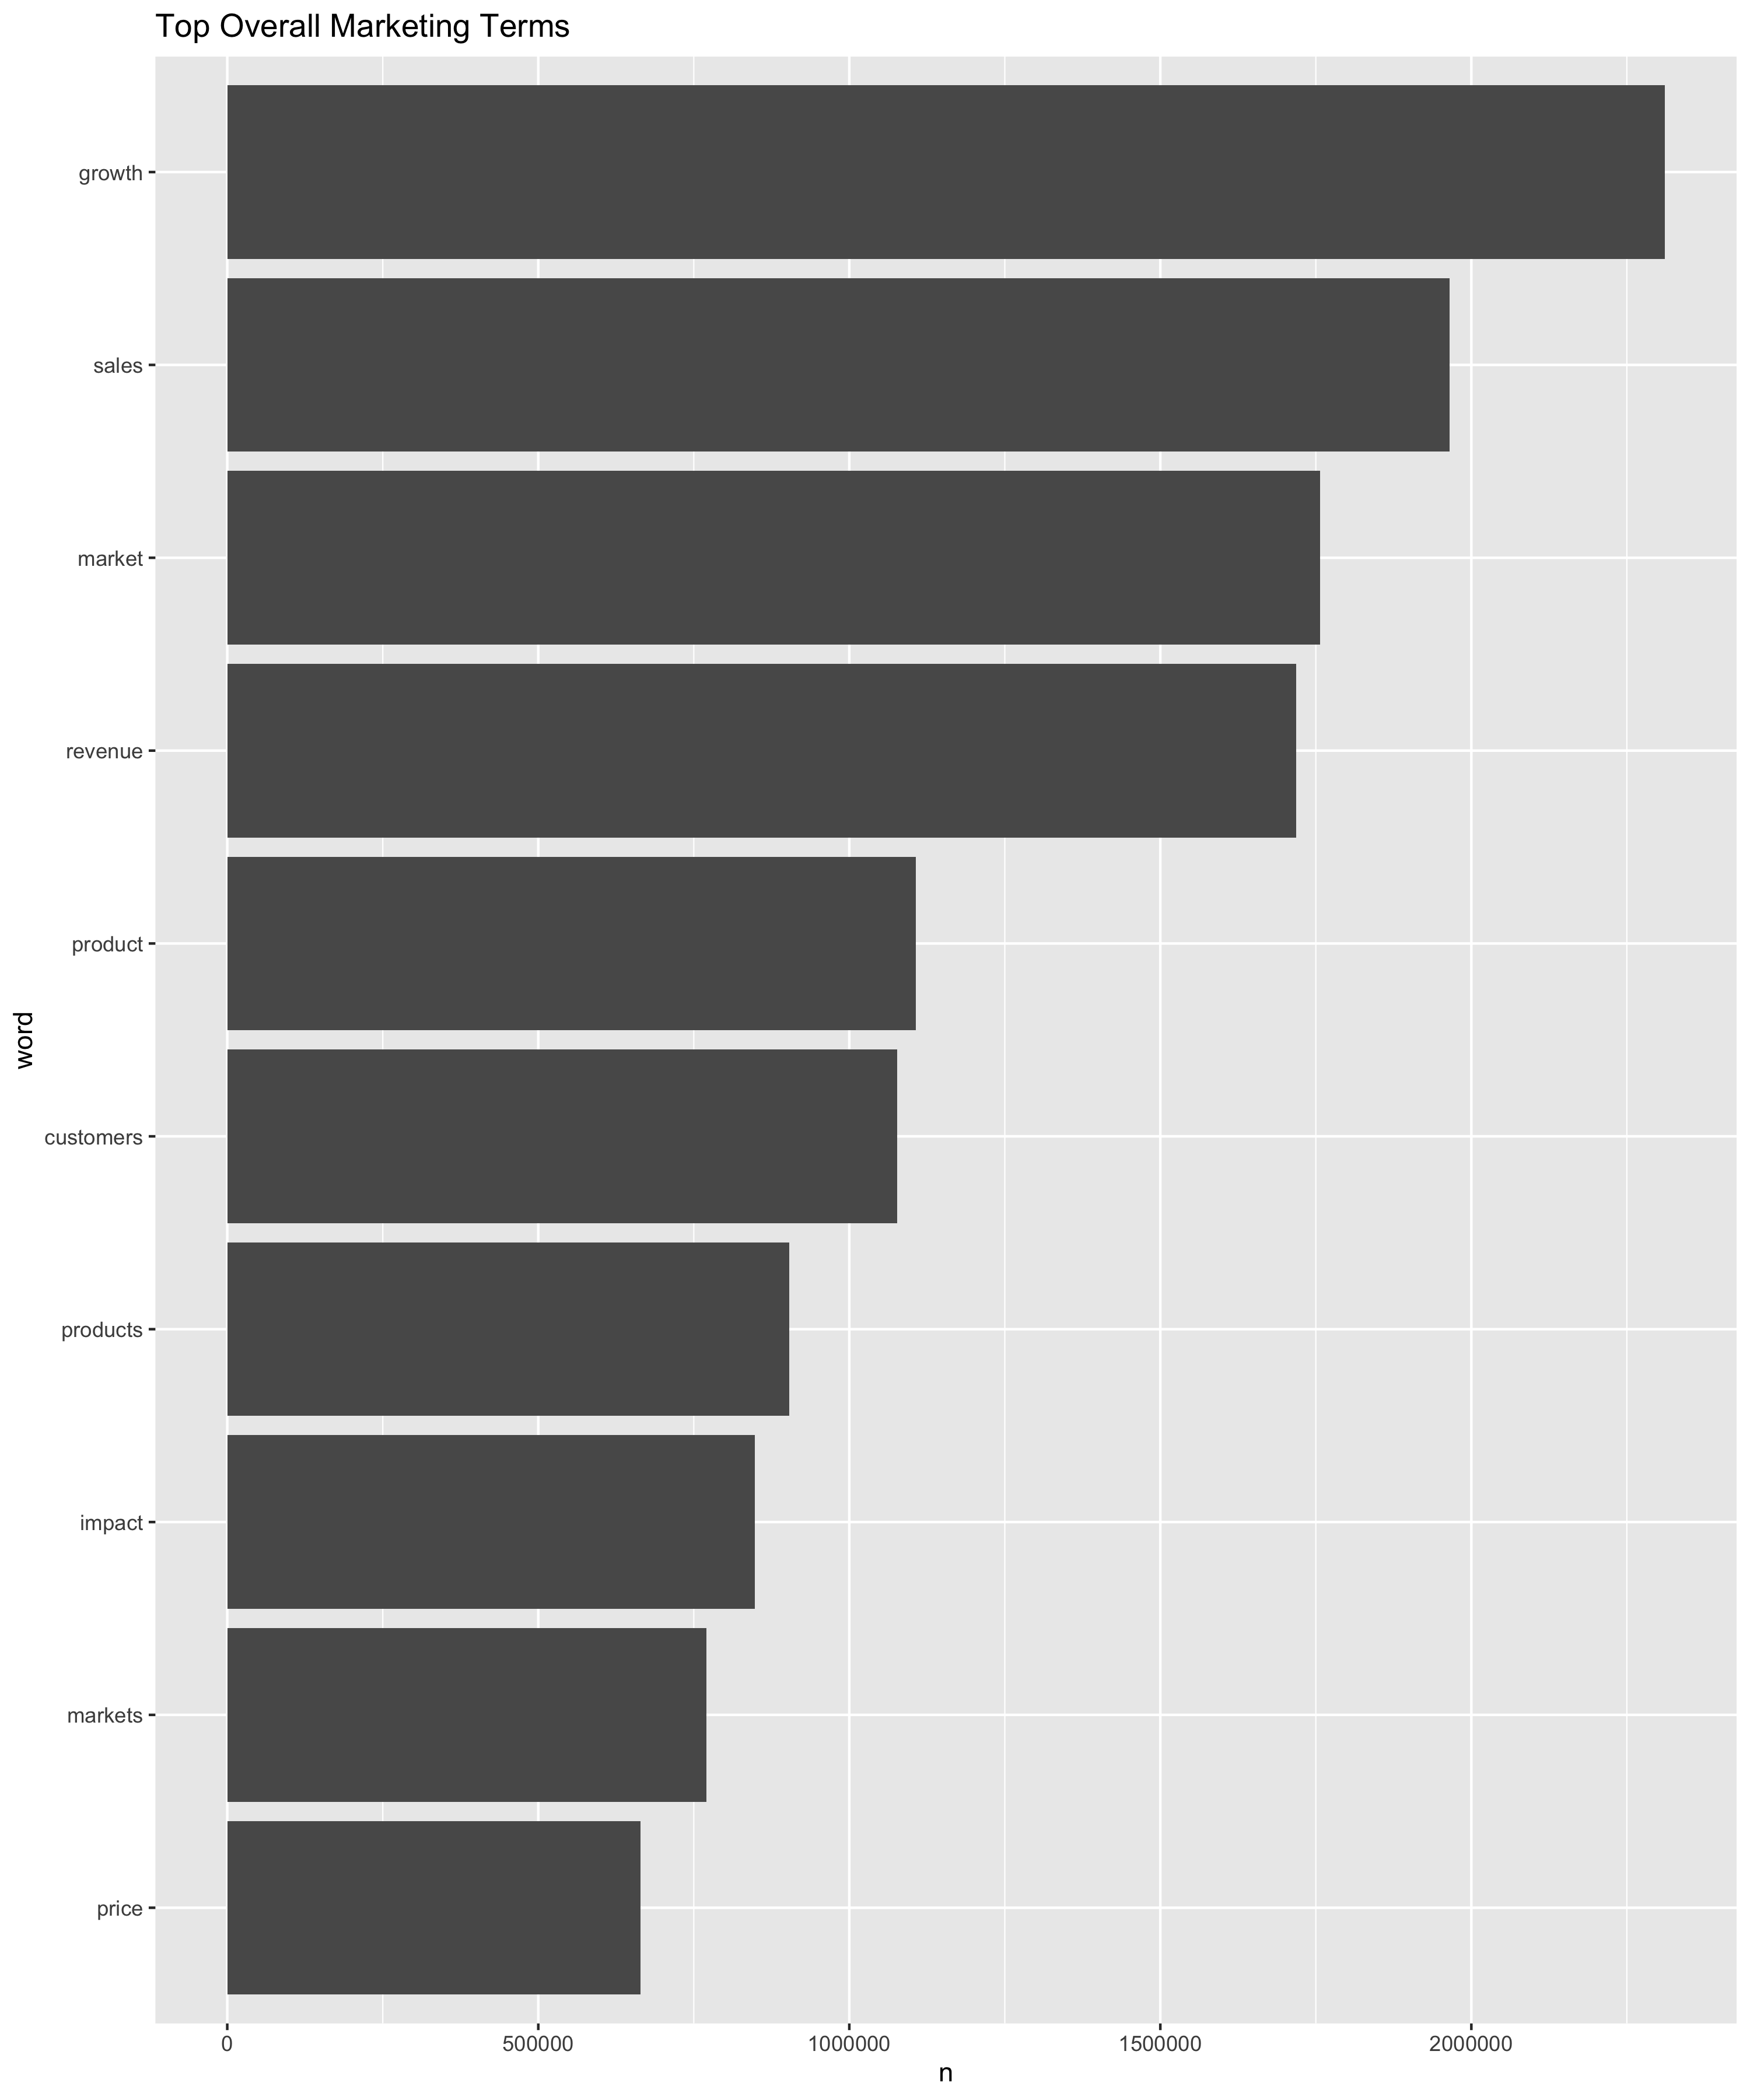 Top Overall Marketing Terms
growth
sales
market
revenue
product
word
customers
products
impact
markets
price
0 500000 1000000 1500000 2000000
n